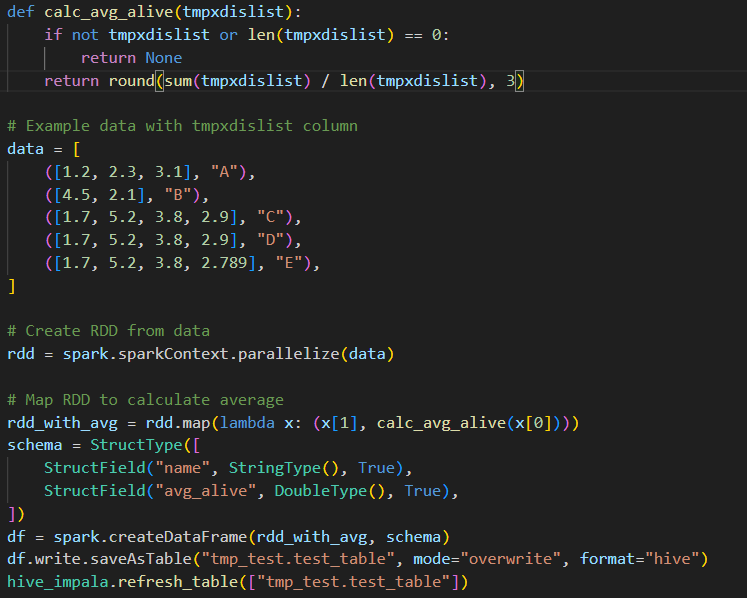 def calc_avg_alive(tmpxdislist):
    if not tmpxdislist or len(tmpxdislist) == 0:
        return None
    return round(sum(tmpxdislist) / len(tmpxdislist), 3)

# Example data with tmpxdislist column
data = [
    ([1.2, 2.3, 3.1], "A"),
    ([4.5, 2.1], "B"),
    ([1.7, 5.2, 3.8, 2.9], "C"),
    ([1.7, 5.2, 3.8, 2.9], "D"),
    ([1.7, 5.2, 3.8, 2.789], "E"),
]

# Create RDD from data
rdd = spark.sparkContext.parallelize(data)

# Map RDD to calculate average
rdd_with_avg = rdd.map(lambda x: (x[1], calc_avg_alive(x[0])))
schema = StructType([
    StructField("name", StringType(), True),
    StructField("avg_alive", DoubleType(), True),
])
df = spark.createDataFrame(rdd_with_avg, schema)
df.write.saveAsTable("tmp_test.test_table", mode="overwrite", format="hive")
hive_impala.refresh_table(["tmp_test.test_table"])